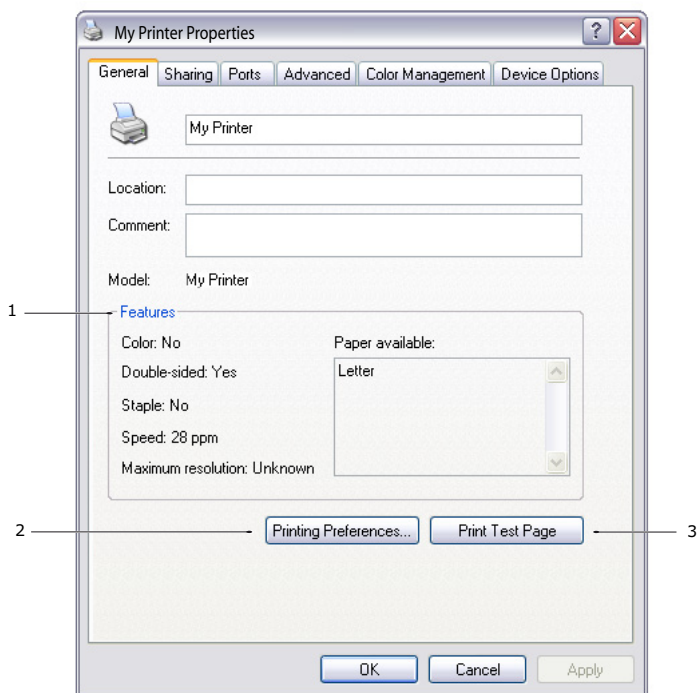 My Printer Properties
General Sharing Ports Advanced Color Management Device Options
My Printer
Location:
Comment:
Model: My Printer
1
Features
Color: No
Double-sided: Yes
Staple: No
Speed: 28 ppm
Maximum resolution: Unknown
Paper available:
Letter
2
Printing Preferences...
Print Test Page
3
OK Cancel Apply